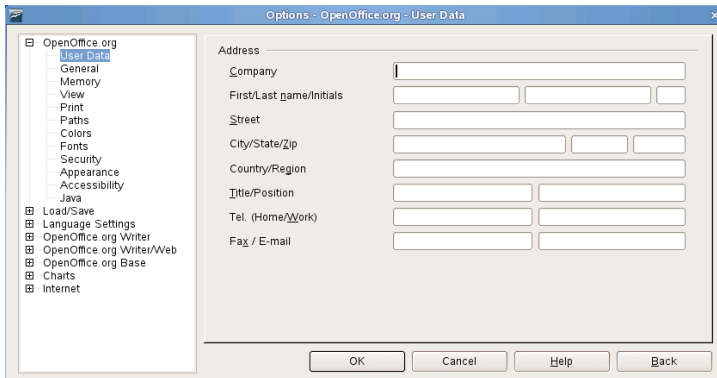 Options - OpenOffice.org - User Data
OpenOffice.org
User Data
General
Memory
View
Print
Paths
Colors
Fonts
Security
Appearance
Accessibility
Java
Load/Save
Language Settings
OpenOffice.org Writer
OpenOffice.org Writer/Web
OpenOffice.org Base
Charts
Internet
Address
Company
First/Last name/Initials
Street
City/State/Zip
Country/Region
Title/Position
Tel. (Home/Work)
Fax / E-mail
OK Cancel Help Back